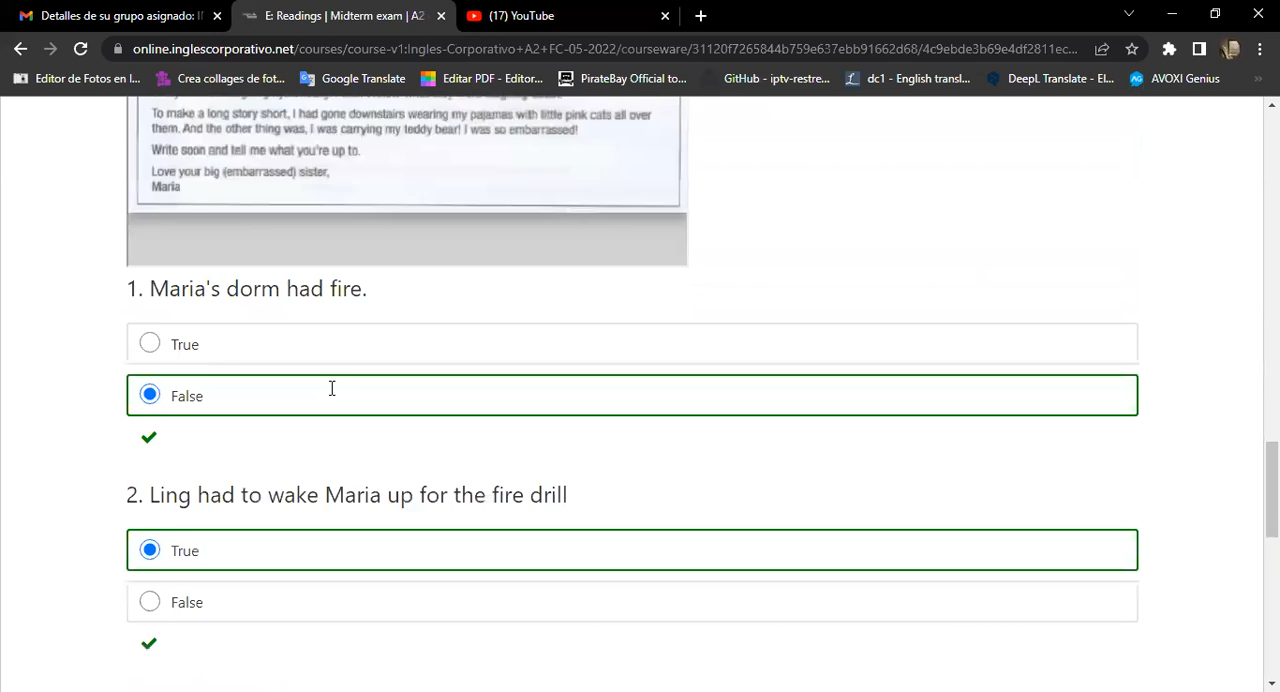 Detalles de su grupo asignado: I
E: Readings | Midterm exam | A2
(17) YouTube
online.inglescorporativo.net/courses/course-v1:Ingles-Corporativo+A2+FC-05-2022/courseware/31120f7265844b759e637ebb91662d68/4c9ebde3b69e4df2811ec...
Editor de Fotos en l... Crea collages de fot... Google Translate Editar PDF - Editor... PirateBay Official to... GitHub - iptv-restre... dc1 - English transl... DeepL Translate - El... AVOXI Genius »
To make a long story short, I had gone downstairs wearing my pajamas with little pink cats all over
them. And the other thing was, I was carrying my teddy bear! I was so embarrassed!
Write soon and tell me what you're up to.
Love your big (embarrassed) sister,
Maria
1. Maria's dorm had fire.
True
False
2. Ling had to wake Maria up for the fire drill
True
False